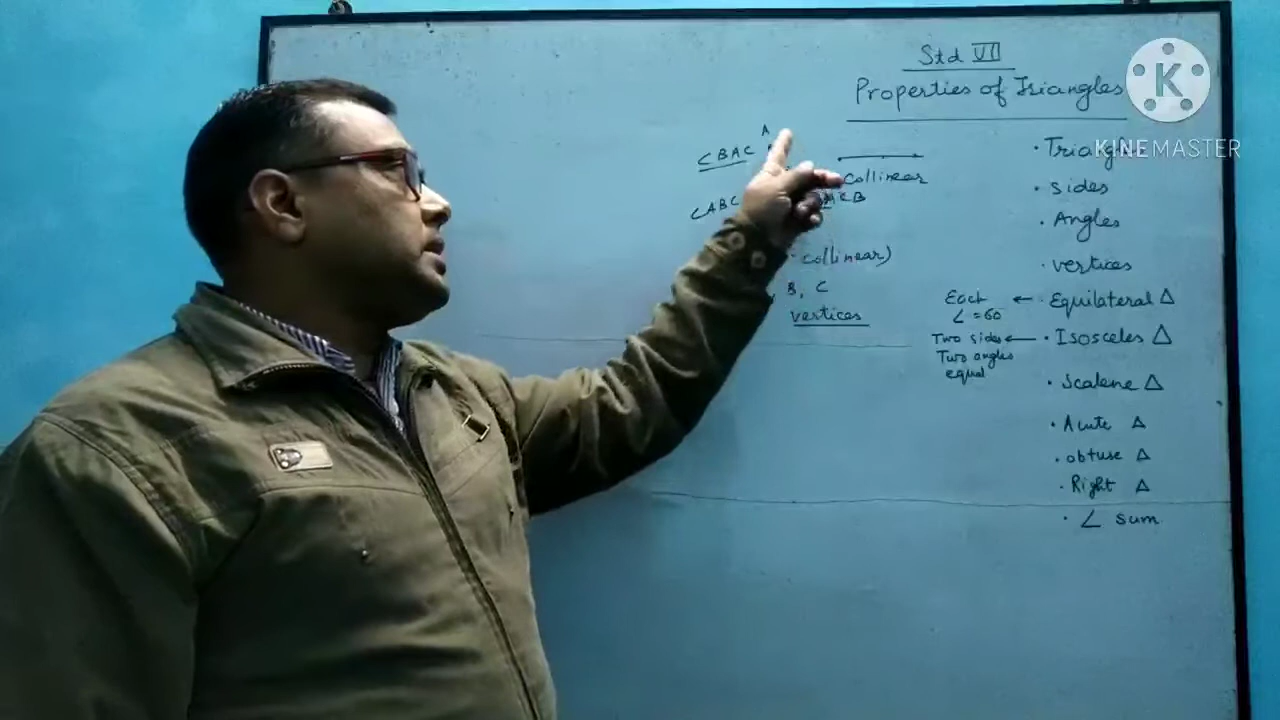 Std VII
Properties of Triangles
K
KINEMASTER
A
∠BAC
collinear
∠ABC
∠B
collinear)
B, C
vertices
· Triangles
· sides
· Angles
· vertices
Each ∠ = 60 ← · Equilateral Δ
Two sides Two angles equal ← · Isosceles Δ
· Scalene Δ
· Acute Δ
· obtuse Δ
· Right Δ
· ∠ sum